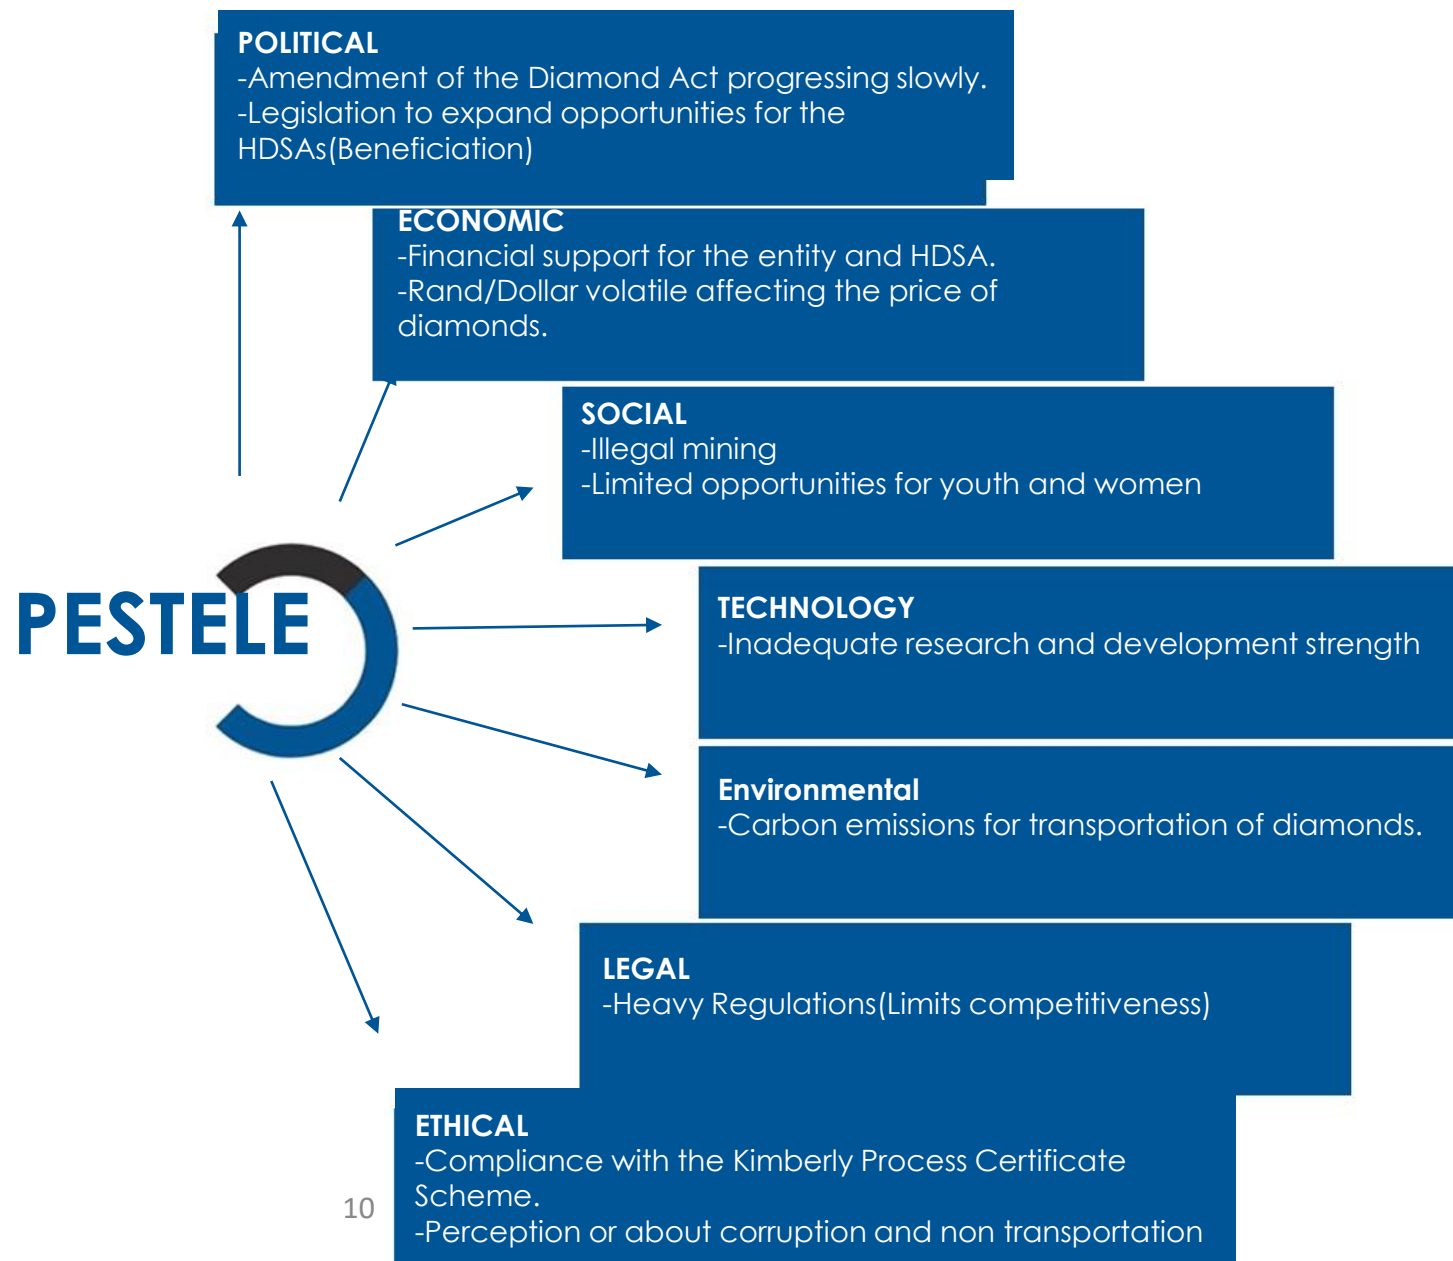 POLITICAL
-Amendment of the Diamond Act progressing slowly.
-Legislation to expand opportunities for the
HDSAs(Beneficiation)
ECONOMIC
-Financial support for the entity and HDSA.
-Rand/Dollar volatile affecting the price of
diamonds.
SOCIAL
-Illegal mining
-Limited opportunities for youth and women
PESTELE
TECHNOLOGY
-Inadequate research and development strength
Environmental
-Carbon emissions for transportation of diamonds.
LEGAL
-Heavy Regulations(Limits competitiveness)
ETHICAL
-Compliance with the Kimberly Process Certificate
Scheme.
-Perception or about corruption and non transportation
10